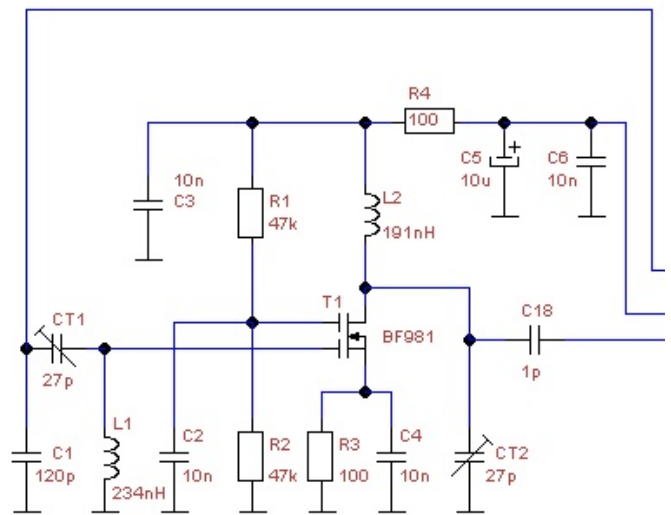 R4
100
C5
10u
+
C6
10n
10n
C3
R1
47k
L2
191nH
T1
CT1
27p
BF981
C18
1p
L1
234nH
C1
120p
C2
10n
R2
47k
R3
100
C4
10n
CT2
27p